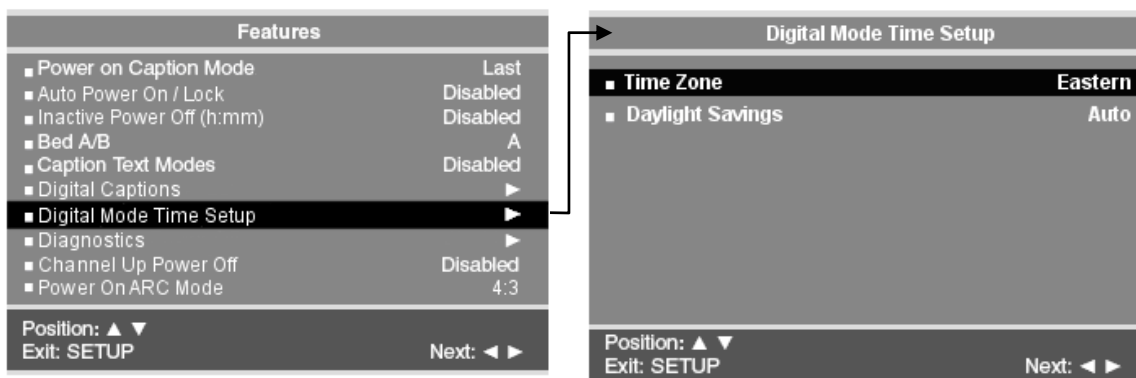 Features
Power on Caption Mode Last
Auto Power On / Lock Disabled
Inactive Power Off (h:mm) Disabled
Bed A/B A
Caption Text Modes Disabled
Digital Captions ▶
Digital Mode Time Setup ▶
Diagnostics ▶
Channel Up Power Off Disabled
Power On ARC Mode 4:3
Position: ▲ ▼
Exit: SETUP Next: ◄ ►
Digital Mode Time Setup
Time Zone Eastern
Daylight Savings Auto
Position: ▲ ▼
Exit: SETUP Next: ◄ ►